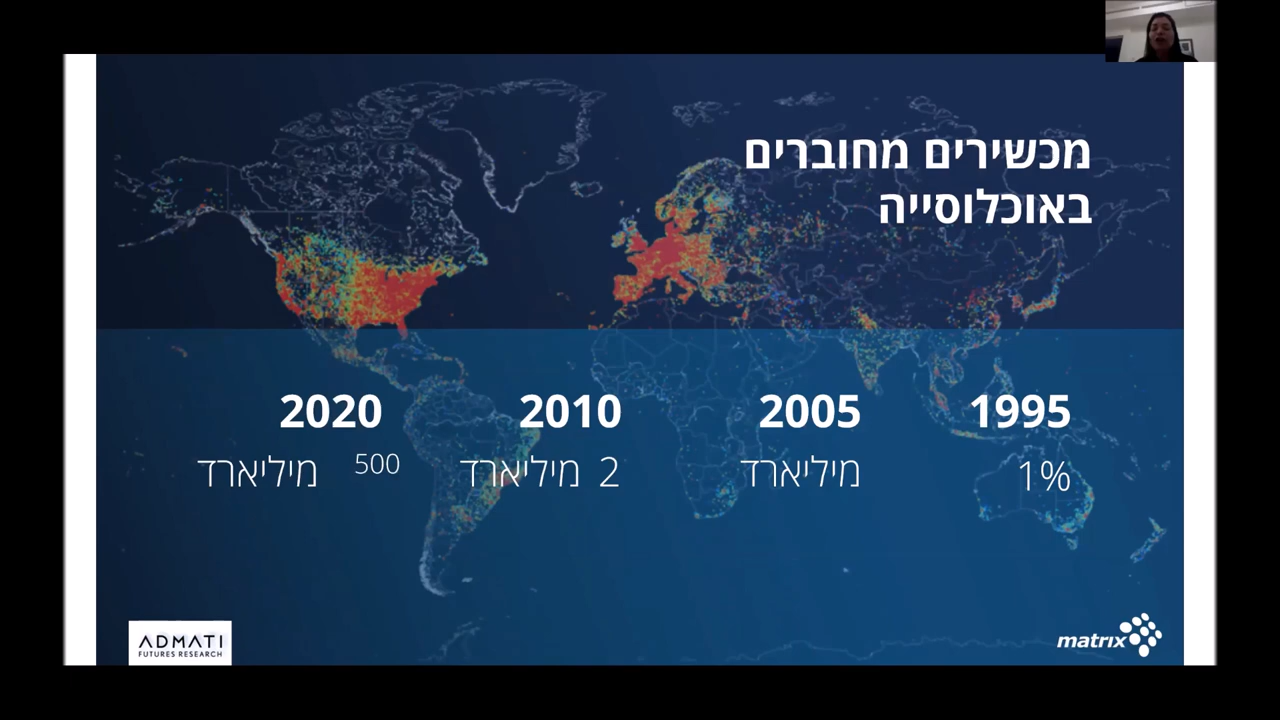 מכשירים מחוברים
באוכלוסייה
1995 2005 2010 2020
1% מיליארד 2 מיליארד 500 מיליארד
ADMATI
FUTURES RESEARCH
matrix